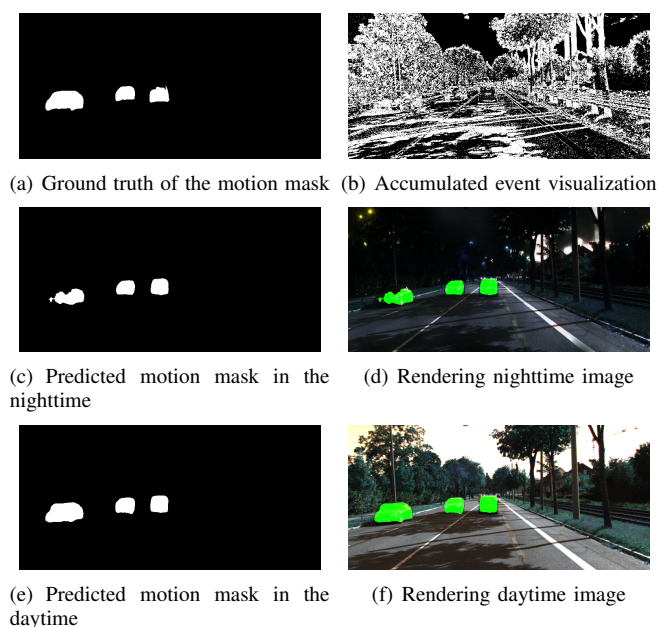 (a) Ground truth of the motion mask
(b) Accumulated event visualization
(c) Predicted motion mask in the
nighttime
(d) Rendering nighttime image
(e) Predicted motion mask in the
daytime
(f) Rendering daytime image